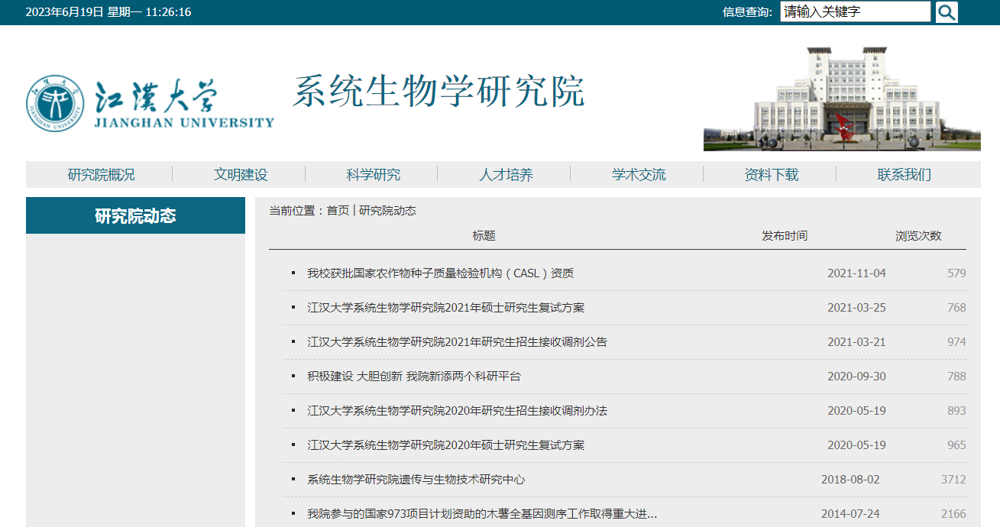 2023年6月19日 星期一 11:26:16 信息查询: 请输入关键字
江漢大学 系统生物学研究院
JIANGHAN UNIVERSITY
研究院概况 文明建设 科学研究 人才培养 学术交流 资料下载 联系我们
研究院动态
当前位置：首页 | 研究院动态
标题 发布时间 浏览次数
我校获批国家农作物种子质量检验机构（CASL）资质 2021-11-04 579
江汉大学系统生物学研究院2021年硕士研究生复试方案 2021-03-25 768
江汉大学系统生物学研究院2021年研究生招生接收调剂公告 2021-03-21 974
积极建设 大胆创新 我院新添两个科研平台 2020-09-30 788
江汉大学系统生物学研究院2020年研究生招生接收调剂办法 2020-05-19 893
江汉大学系统生物学研究院2020年硕士研究生复试方案 2020-05-19 965
系统生物学研究院遗传与生物技术研究中心 2018-08-02 3712
我院参与的国家973项目计划资助的木薯全基因测序工作取得重大进... 2014-07-24 2166